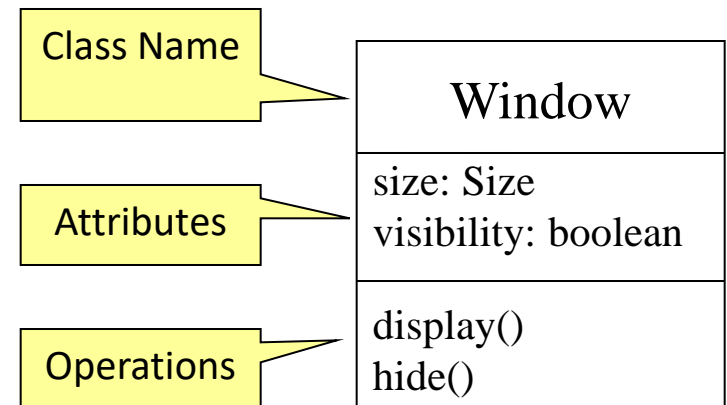 Class Name
Window
Attributes
size: Size
visibility: boolean
Operations
display()
hide()